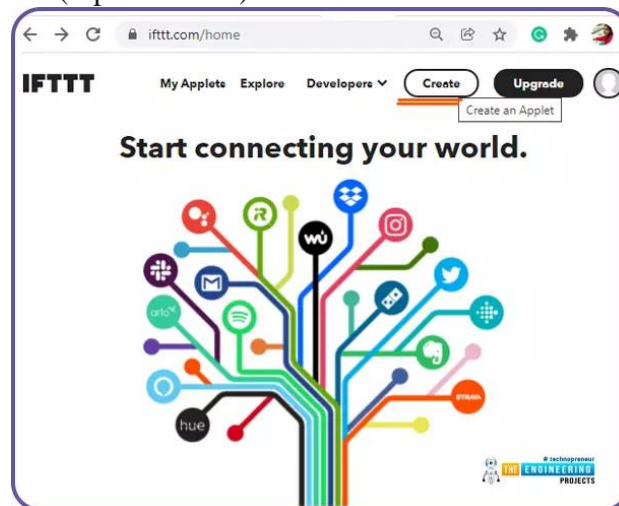 ifttt.com/home
IFTTT
My Applets Explore Developers Create Upgrade
Create an Applet
Start connecting your world.
wü
arlo
hue
STRAVA
# technopreneur
THE ENGINEERING
PROJECTS